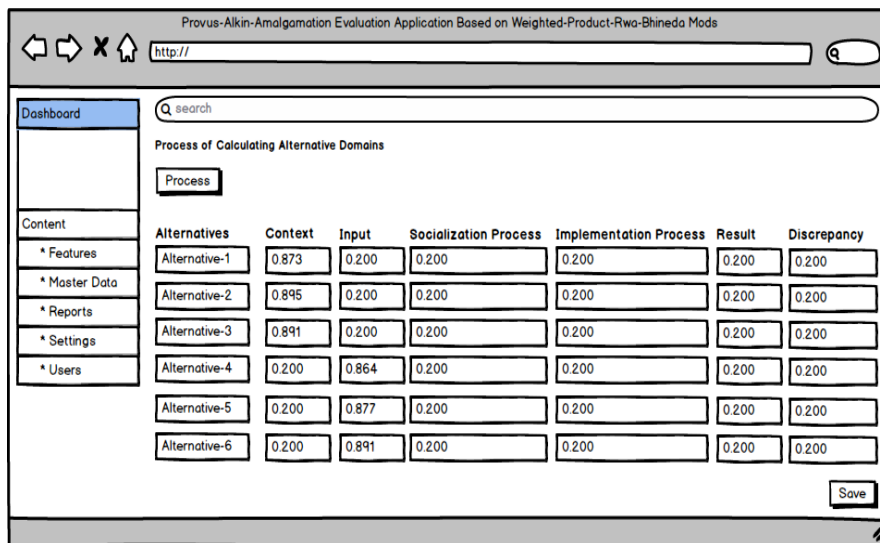 Provus-Alkin-Amalgamation Evaluation Application Based on Weighted-Product-Rwa-Bhineda Mods
http://
Dashboard
search
Process of Calculating Alternative Domains
Process
Content
* Features
* Master Data
* Reports
* Settings
* Users
Alternatives Context Input Socialization Process Implementation Process Result Discrepancy
Alternative-1 0.873 0.200 0.200 0.200 0.200 0.200
Alternative-2 0.895 0.200 0.200 0.200 0.200 0.200
Alternative-3 0.891 0.200 0.200 0.200 0.200 0.200
Alternative-4 0.200 0.864 0.200 0.200 0.200 0.200
Alternative-5 0.200 0.877 0.200 0.200 0.200 0.200
Alternative-6 0.200 0.891 0.200 0.200 0.200 0.200
Save